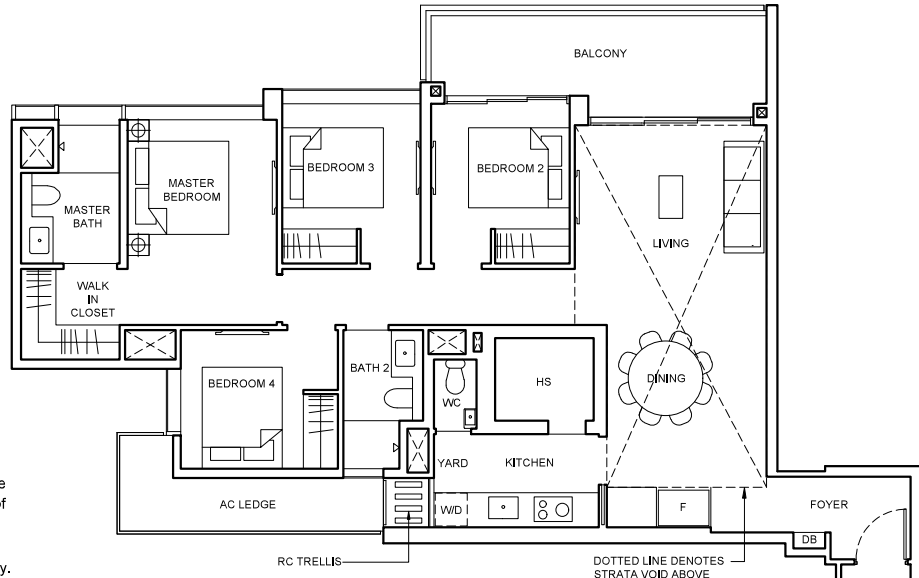 BALCONY
BEDROOM 3
BEDROOM 2
MASTER
BEDROOM
MASTER
BATH
LIVING
WALK
IN
CLOSET
BEDROOM 4
BATH 2
HS
DINING
WC
YARD
KITCHEN
AC LEDGE
W/D
F
FOYER
DB
RC TRELLIS
DOTTED LINE DENOTES
STRATA VOID ABOVE
e
of
y.